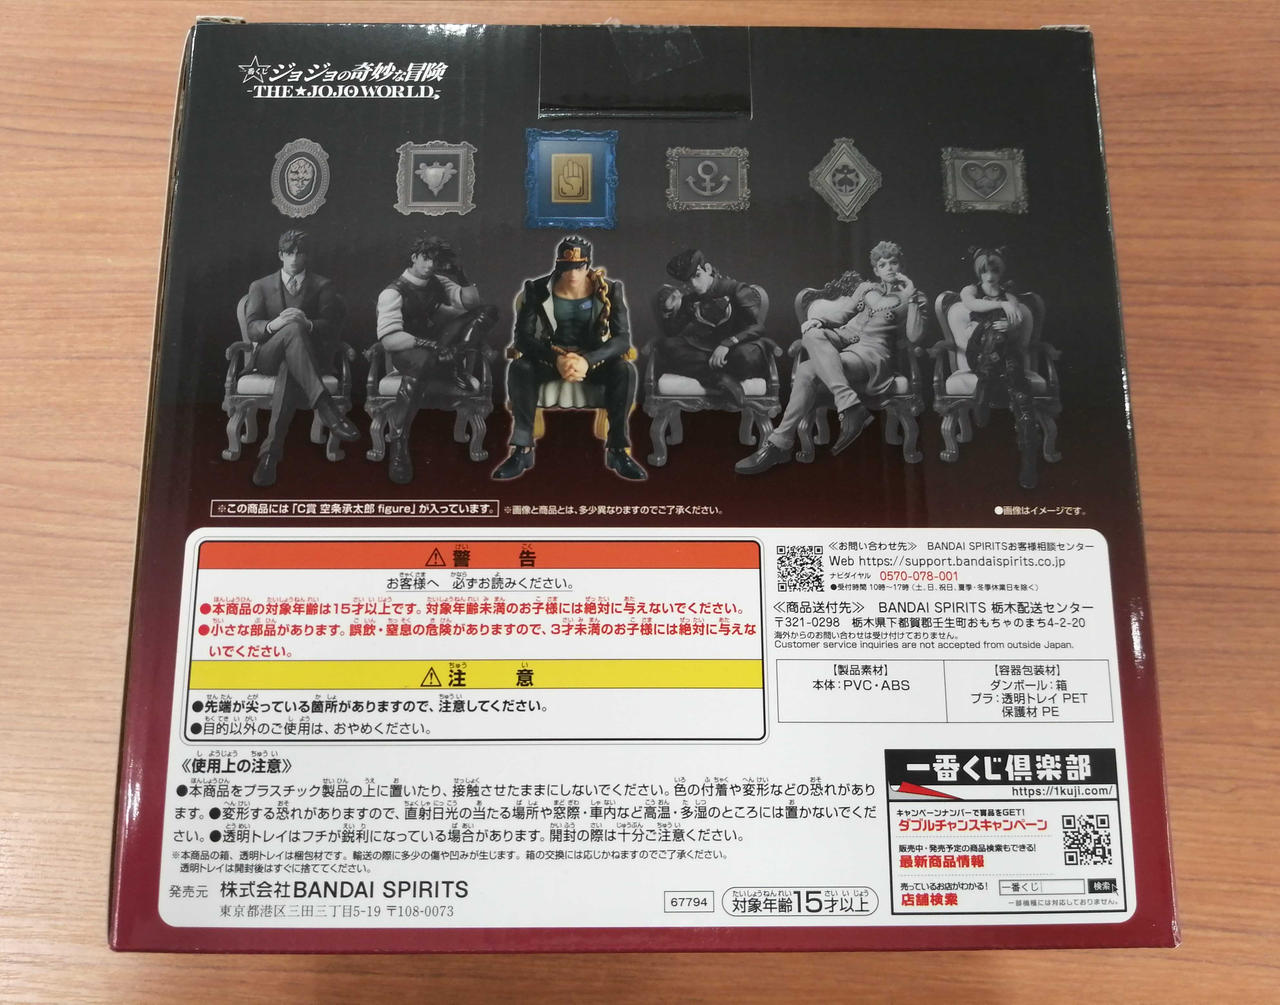 一番くじ ジョジョの奇妙な冒険
-THE★JOJO WORLD-
※この商品には「C賞 空条承太郎 figure」が入っています。 ※画像と商品とは、多少異なりますのでご了承ください。 ●画像はイメージです。
⚠警告
お客様へ 必ずお読みください。
●本商品の対象年齢は15才以上です。対象年齢未満のお子様には絶対に与えないでください。
●小さな部品があります。誤飲・窒息の危険がありますので、3才未満のお子様には絶対に与えな
いでください。
⚠注意
●先端が尖っている箇所がありますので、注意してください。
●目的以外のご使用は、おやめください。
≪お問い合わせ先≫ BANDAI SPIRITSお客様相談センター
Web https://support.bandaispirits.co.jp
ナビダイヤル 0570-078-001
●受付時間 10時〜17時(土、日、祝日、夏季・冬季休業日を除く)
≪商品送付先≫ BANDAI SPIRITS 栃木配送センター
〒321-0298 栃木県下都賀郡壬生町おもちゃのまち4-2-20
海外からのお問い合わせは受け付けておりません。
Customer service inquiries are not accepted from outside Japan.
【製品素材】
本体:PVC・ABS
【容器包装材】
ダンボール:箱
プラ:透明トレイ PET
保護材 PE
≪使用上の注意≫
●本商品をプラスチック製品の上に置いたり、接触させたままにしないでください。色の付着や変形などの恐れがあり
ます。●変形する恐れがありますので、直射日光の当たる場所や窓際・車内など高温・多湿のところには置かないでくだ
さい。●透明トレイはフチが鋭利になっている場合があります。開封の際は十分ご注意ください。
※本商品の箱、透明トレイは梱包材です。輸送の際に多少の傷や凹みが生じます。箱の交換には応じかねますのでご了承ください。
透明トレイは開封後はすぐに捨ててください。
発売元 株式会社BANDAI SPIRITS
東京都港区三田三丁目5-19 〒108-0073
67794
対象年齢15才以上
一番くじ倶楽部
https://1kuji.com/
キャンペーンナンバーで賞品をGET!
ダブルチャンスキャンペーン
販売中・発売予定の商品検索もできる!
最新商品情報
売っているお店がわかる!
店舗検索
一番くじ 検索
一部機種には対応しておりません。